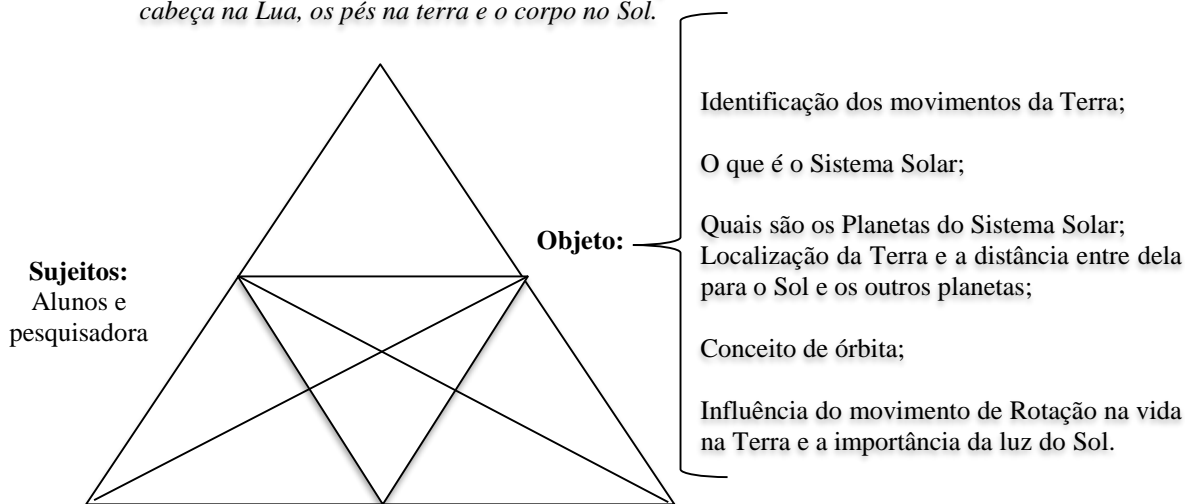 cabeça na Lua, os pés na terra e o corpo no Sol.
Identificação dos movimentos da Terra;
O que é o Sistema Solar;
Quais são os Planetas do Sistema Solar;
Localização da Terra e a distância entre dela
para o Sol e os outros planetas;
Conceito de órbita;
Influência do movimento de Rotação na vida
na Terra e a importância da luz do Sol.
Objeto:
Sujeitos:
Alunos e
pesquisadora